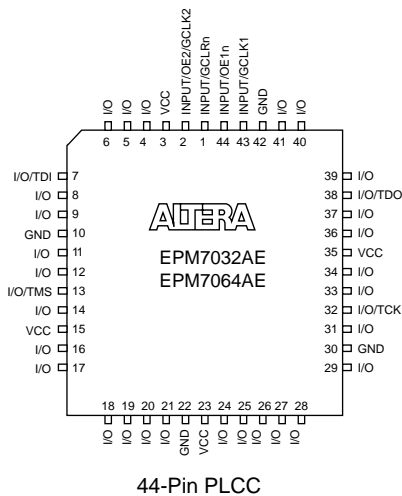 I/O
I/O
I/O
VCC
INPUT/OE2/GCLK2
INPUT/GCLRn
INPUT/OE1n
INPUT/GCLK1
GND
I/O
I/O
6 5 4 3 2 1 44 43 42 41 40
I/O/TDI 7
I/O 8
I/O 9
GND 10
I/O 11
I/O 12
I/O/TMS 13
I/O 14
VCC 15
I/O 16
I/O 17
ALTERA
EPM7032AE
EPM7064AE
39 I/O
38 I/O/TDO
37 I/O
36 I/O
35 VCC
34 I/O
33 I/O
32 I/O/TCK
31 I/O
30 GND
29 I/O
18 19 20 21 22 23 24 25 26 27 28
I/O
I/O
I/O
I/O
GND
VCC
I/O
I/O
I/O
I/O
I/O
44-Pin PLCC